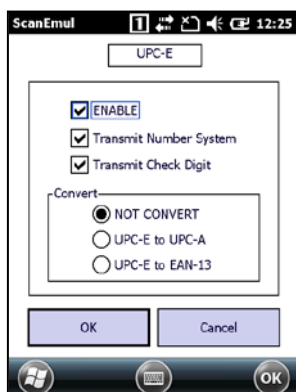 ScanEmul 1 12:25
UPC-E
ENABLE
Transmit Number System
Transmit Check Digit
Convert
NOT CONVERT
UPC-E to UPC-A
UPC-E to EAN-13
OK Cancel
OK